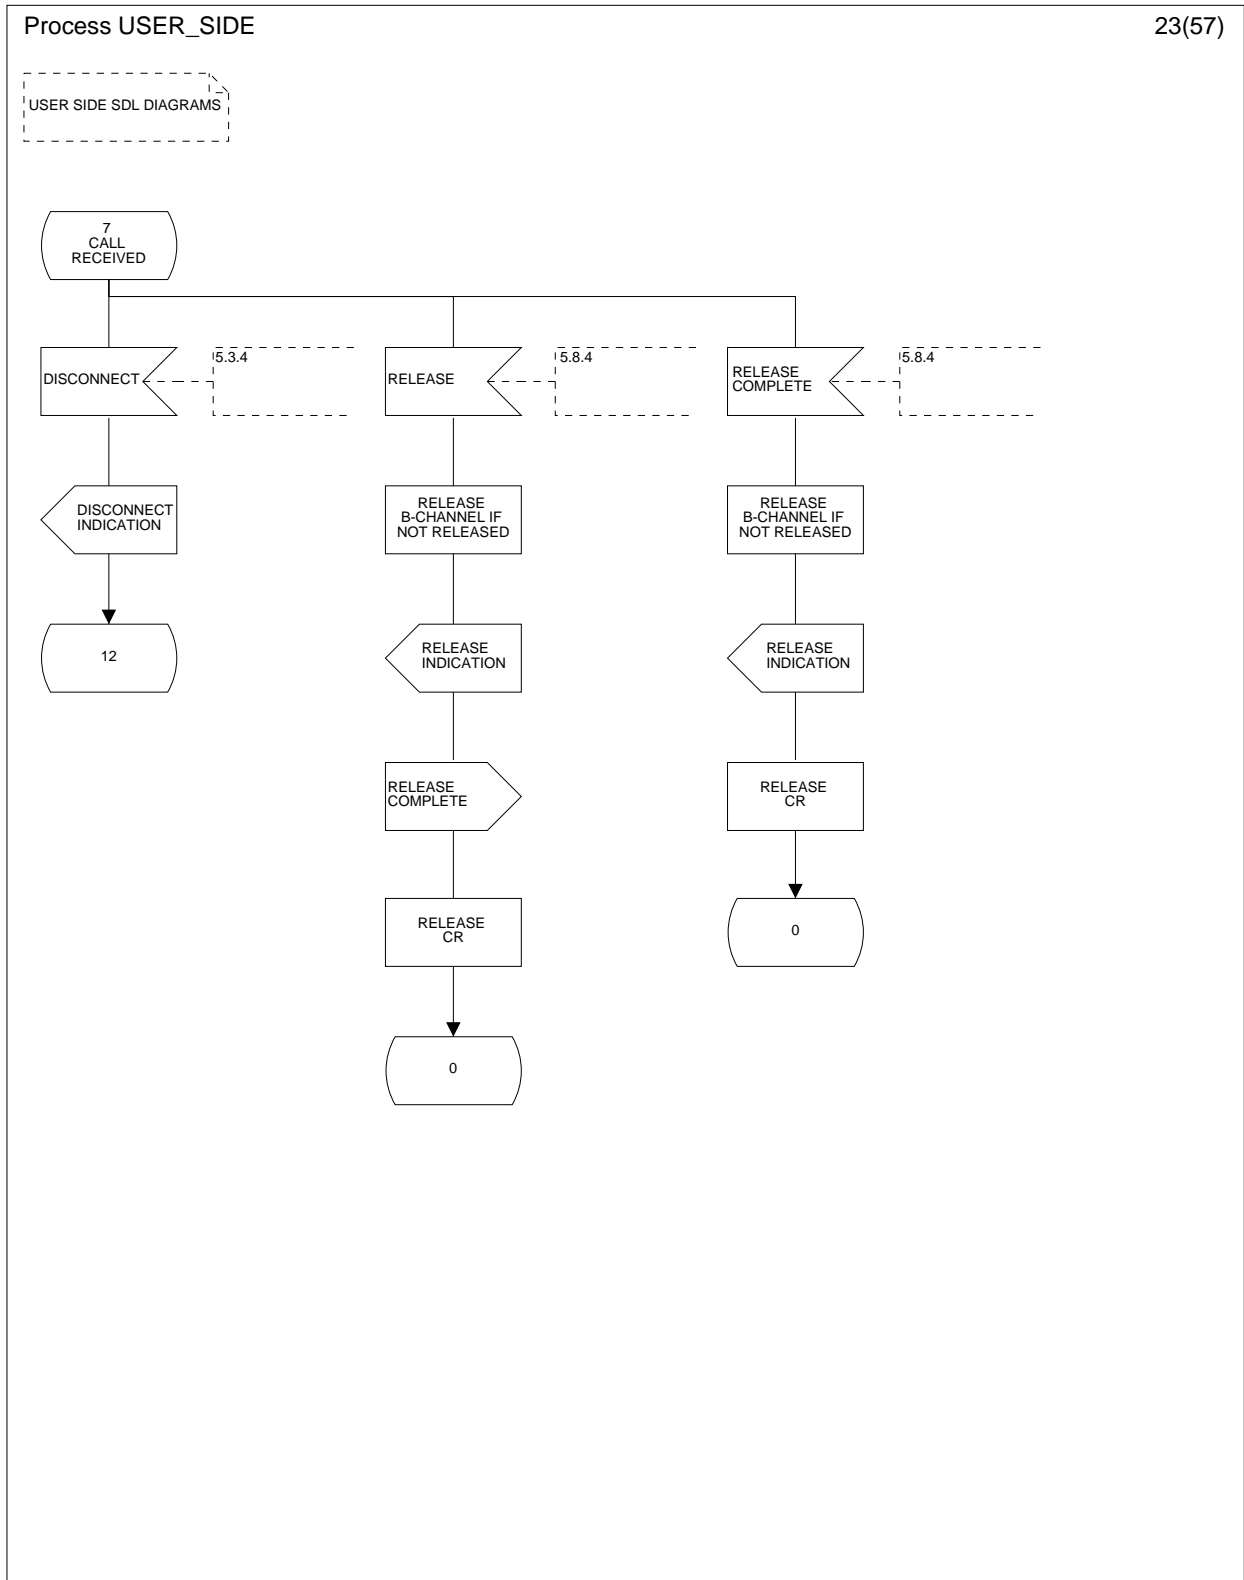 Process USER_SIDE
23(57)
USER SIDE SDL DIAGRAMS
7
CALL
RECEIVED
DISCONNECT
5.3.4
RELEASE
5.8.4
RELEASE
COMPLETE
5.8.4
DISCONNECT
INDICATION
RELEASE
B-CHANNEL IF
NOT RELEASED
RELEASE
B-CHANNEL IF
NOT RELEASED
12
RELEASE
INDICATION
RELEASE
INDICATION
RELEASE
COMPLETE
RELEASE
CR
RELEASE
CR
0
0